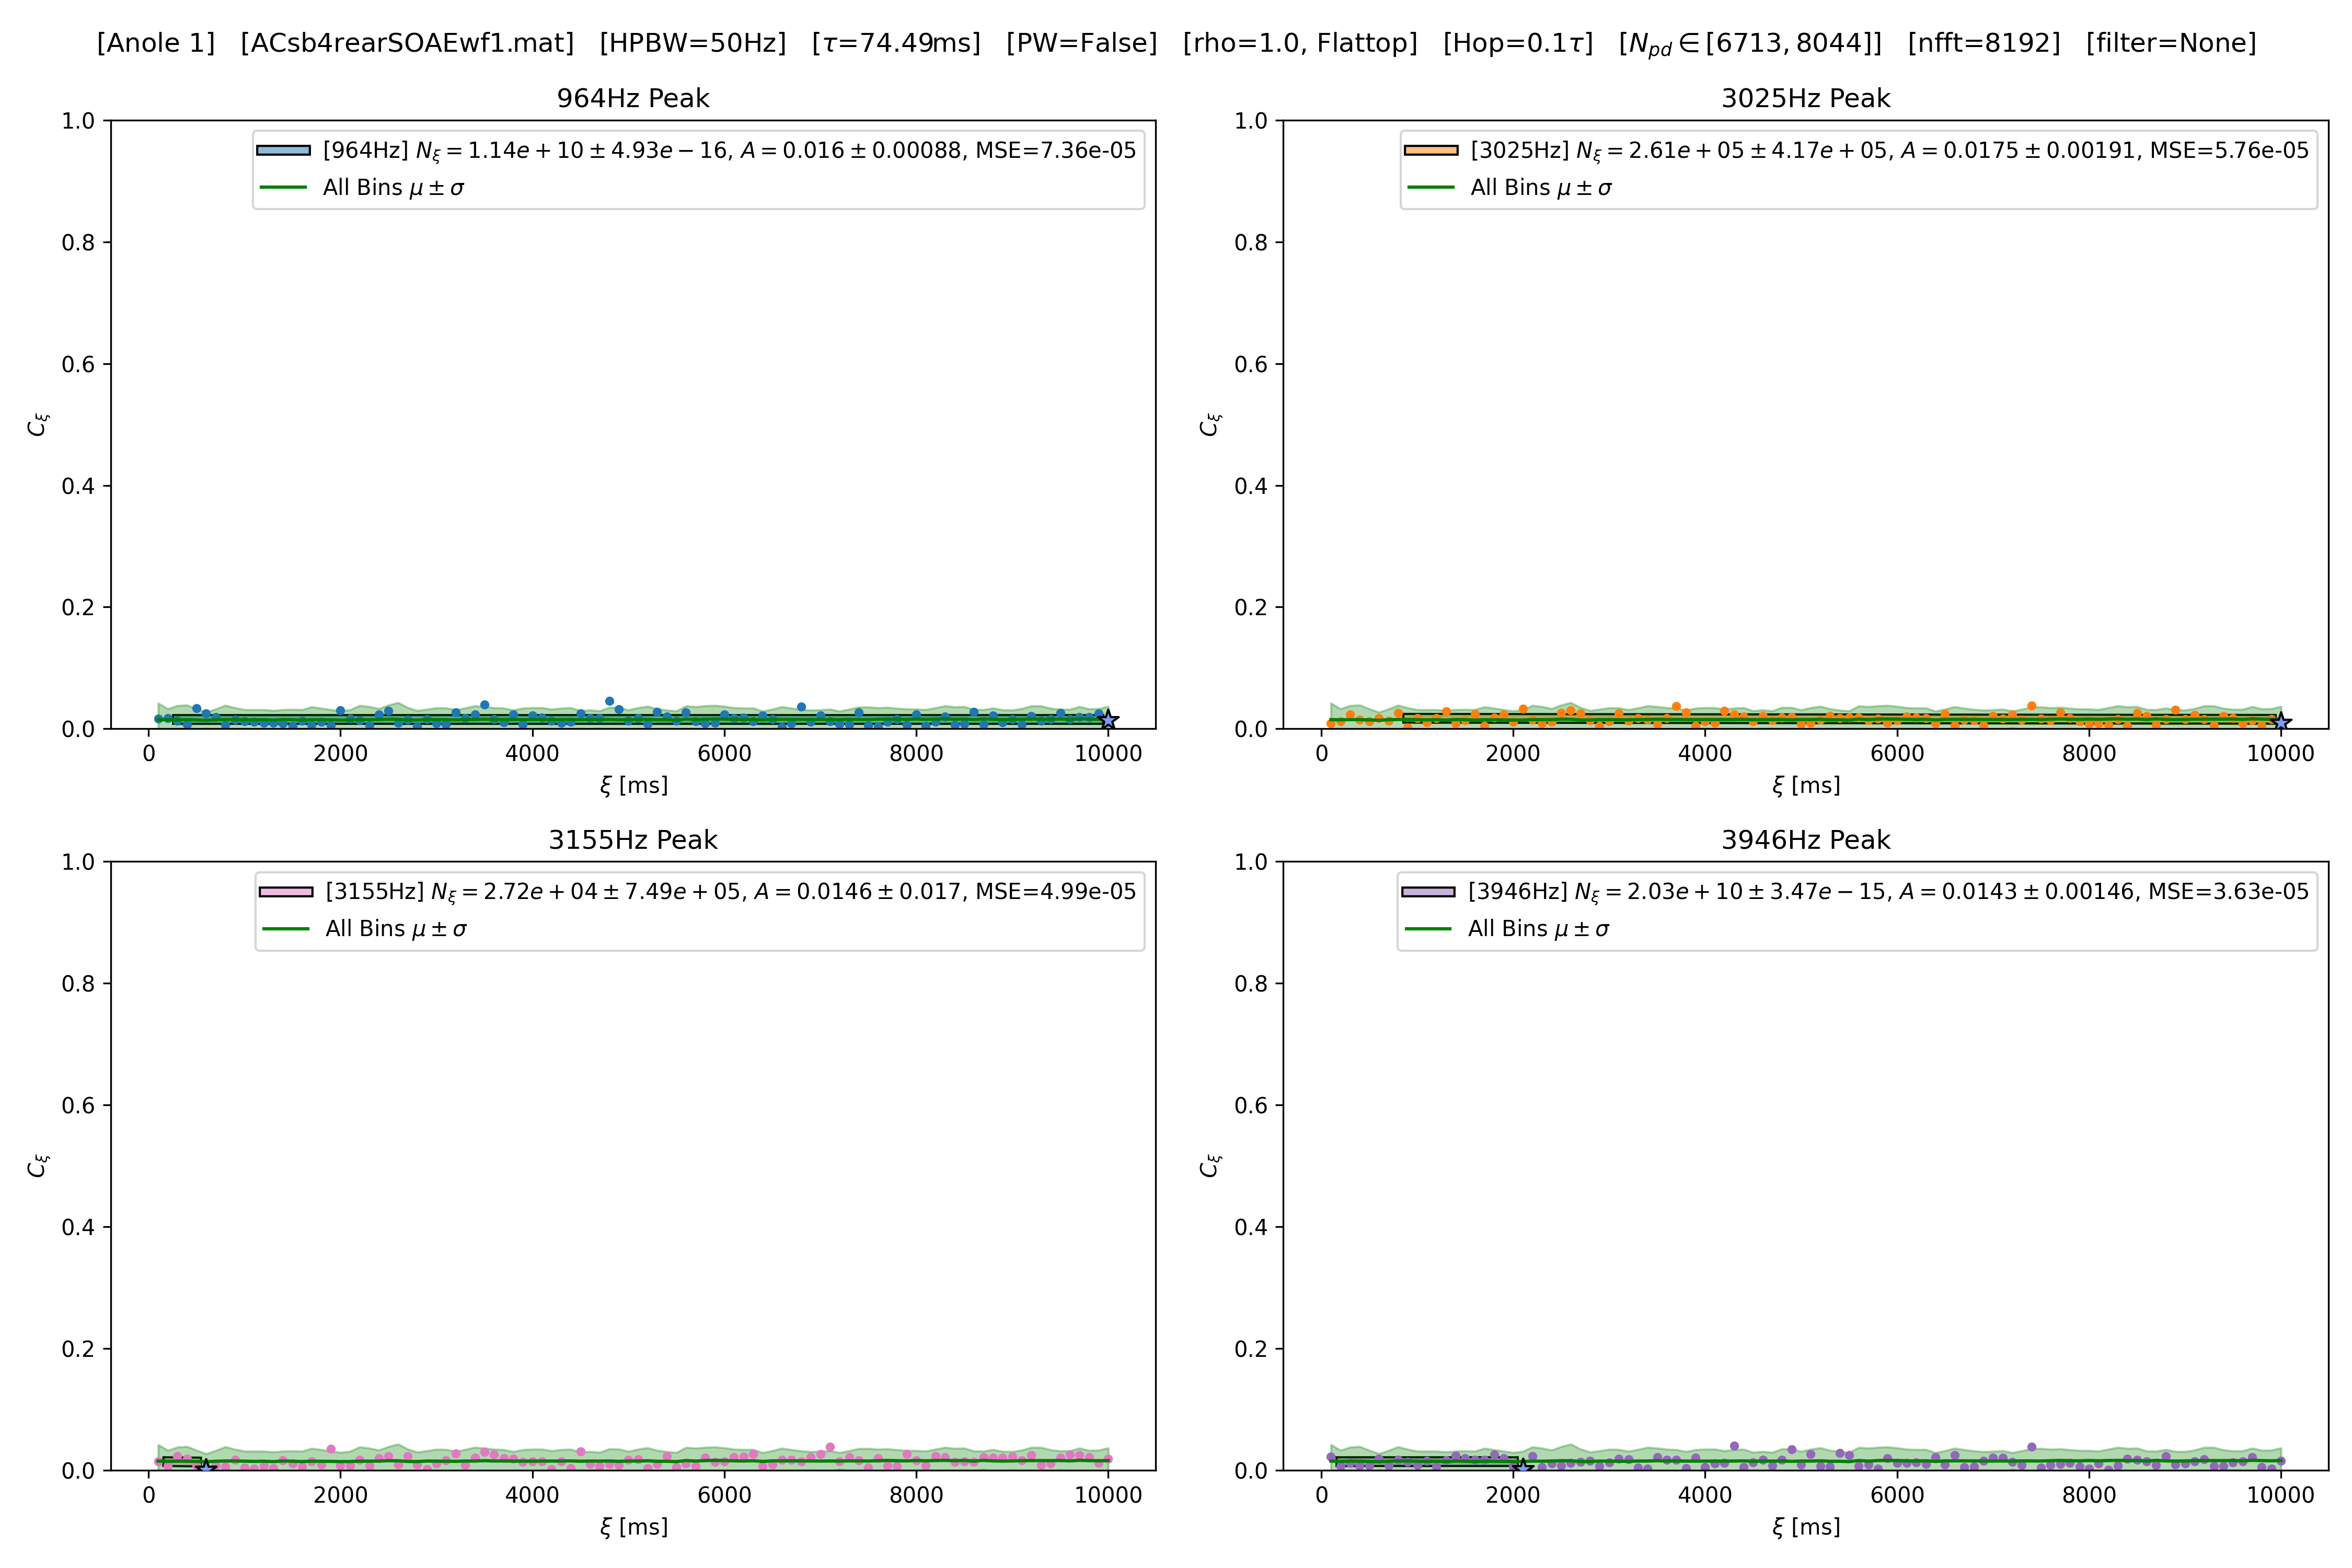 [Anole 1] [ACsb4rearSOAEwf1.mat] [HPBW=50Hz] [τ=74.49ms] [PW=False] [rho=1.0, Flattop] [Hop=0.1τ] [N_pd ∈ [6713, 8044]] [nfft=8192] [filter=None]
964Hz Peak
[964Hz] N_ξ = 1.14e + 10 ± 4.93e − 16, A = 0.016 ± 0.00088, MSE=7.36e-05
All Bins μ ± σ
1.0
0.8
0.6
0.4
0.2
0.0
C_ξ
0 2000 4000 6000 8000 10000
ξ [ms]
3025Hz Peak
[3025Hz] N_ξ = 2.61e + 05 ± 4.17e + 05, A = 0.0175 ± 0.00191, MSE=5.76e-05
All Bins μ ± σ
1.0
0.8
0.6
0.4
0.2
0.0
C_ξ
0 2000 4000 6000 8000 10000
ξ [ms]
3155Hz Peak
[3155Hz] N_ξ = 2.72e + 04 ± 7.49e + 05, A = 0.0146 ± 0.017, MSE=4.99e-05
All Bins μ ± σ
1.0
0.8
0.6
0.4
0.2
0.0
C_ξ
0 2000 4000 6000 8000 10000
ξ [ms]
3946Hz Peak
[3946Hz] N_ξ = 2.03e + 10 ± 3.47e − 15, A = 0.0143 ± 0.00146, MSE=3.63e-05
All Bins μ ± σ
1.0
0.8
0.6
0.4
0.2
0.0
C_ξ
0 2000 4000 6000 8000 10000
ξ [ms]